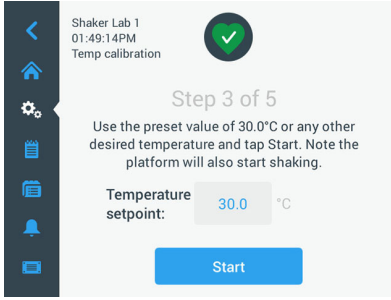 Shaker Lab 1
01:49:14PM
Temp calibration
Step 3 of 5
Use the preset value of 30.0°C or any other
desired temperature and tap Start. Note the
platform will also start shaking.
Temperature
setpoint:
30.0 °C
Start